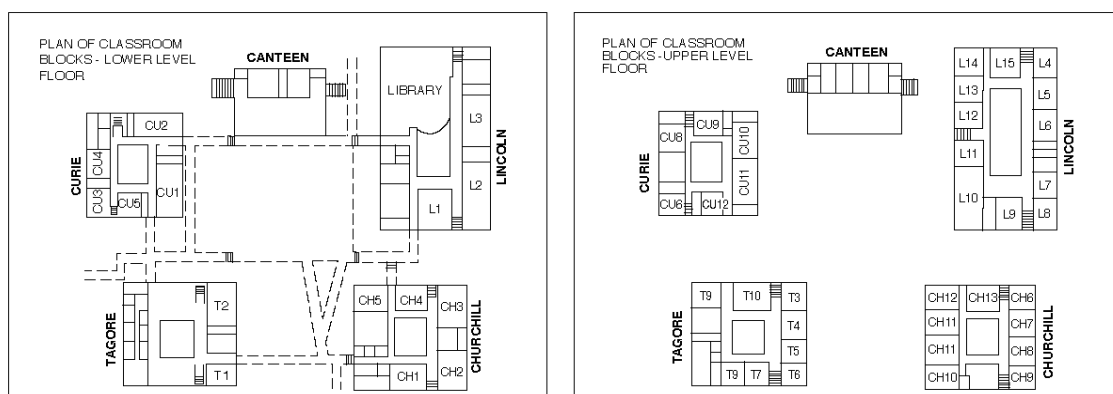 PLAN OF CLASSROOM
BLOCKS - LOWER LEVEL
FLOOR
CANTEEN
LIBRARY
L3
L2
L1
LINCOLN
CU2
CU4
CU3
CU5
CU1
CURIE
T2
T1
TAGORE
CH5
CH4
CH3
CH1
CH2
CHURCHILL
PLAN OF CLASSROOM
BLOCKS -UPPER LEVEL
FLOOR
CANTEEN
L14
L15
L4
L13
L5
L12
L6
L11
L7
L10
L9
L8
LINCOLN
CU9
CU8
CU10
CU11
CU6
CU12
CURIE
T9
T10
T3
T4
T5
T9
T7
T6
TAGORE
CH12
CH13
CH6
CH11
CH7
CH11
CH8
CH10
CH9
CHURCHILL